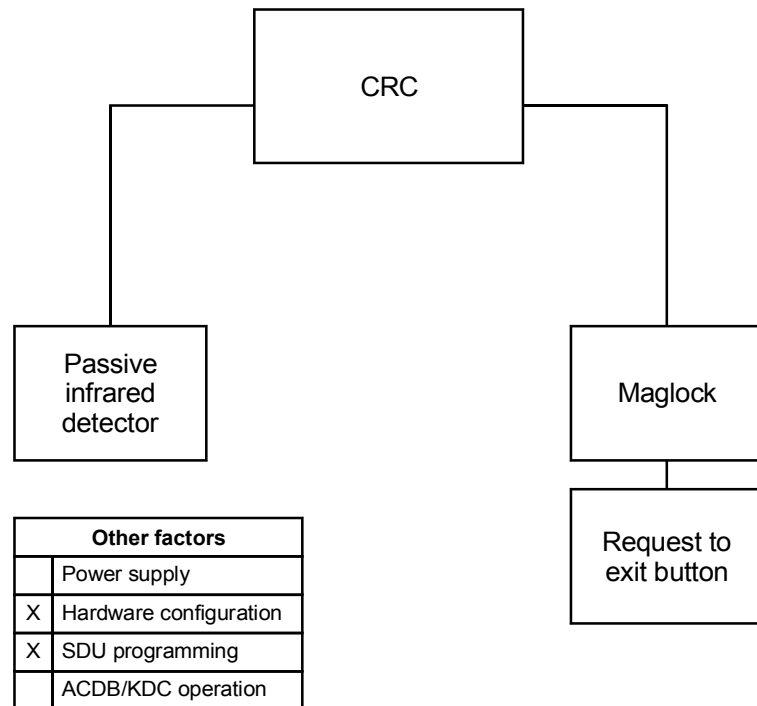 CRC
Passive
infrared
detector
Maglock
Request to
exit button
Other factors
Power supply
X Hardware configuration
X SDU programming
ACDB/KDC operation